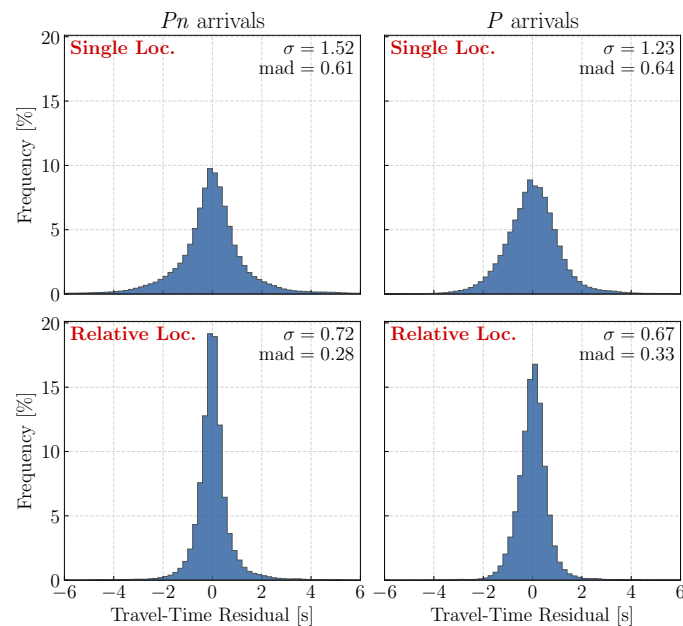 Pn arrivals
P arrivals
20
15
10
5
0
Frequency [%]
Single Loc.
σ = 1.52
mad = 0.61
Single Loc.
σ = 1.23
mad = 0.64
20
15
10
5
0
Frequency [%]
Relative Loc.
σ = 0.72
mad = 0.28
Relative Loc.
σ = 0.67
mad = 0.33
−6 −4 −2 0 2 4 6
−6 −4 −2 0 2 4 6
Travel-Time Residual [s]
Travel-Time Residual [s]